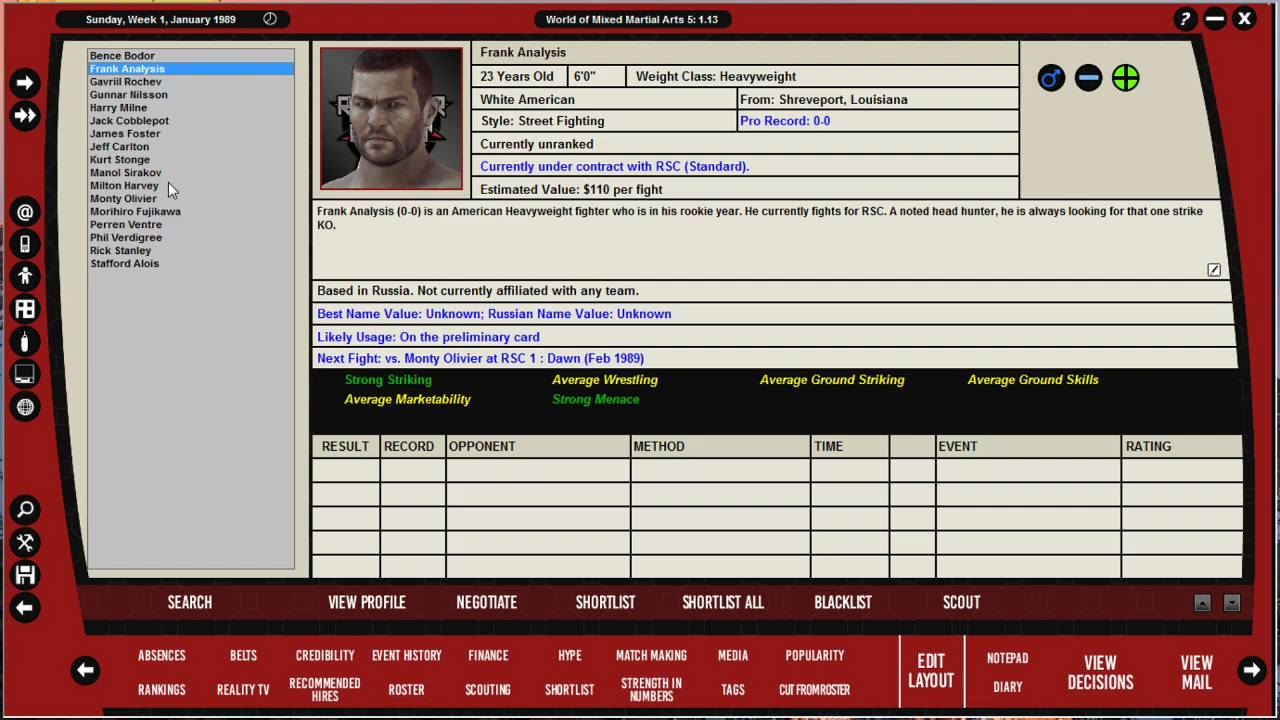 Sunday, Week 1, January 1989
World of Mixed Martial Arts 5: 1.13
?
X
Bence Bodor
Frank Analysis
Gavriil Rochev
Gunnar Nilsson
Harry Milne
Jack Cobblepot
James Foster
Jeff Carlton
Kurt Stonge
Manol Sirakov
Milton Harvey
Monty Olivier
Morihiro Fujikawa
Perren Ventre
Phil Verdigree
Rick Stanley
Stafford Alois
Frank Analysis
23 Years Old
6'0"
Weight Class: Heavyweight
White American
From: Shreveport, Louisiana
Style: Street Fighting
Pro Record: 0-0
Currently unranked
Currently under contract with RSC (Standard).
Estimated Value: $110 per fight
Frank Analysis (0-0) is an American Heavyweight fighter who is in his rookie year. He currently fights for RSC. A noted head hunter, he is always looking for that one strike
KO.
Based in Russia. Not currently affiliated with any team.
Best Name Value: Unknown; Russian Name Value: Unknown
Likely Usage: On the preliminary card
Next Fight: vs. Monty Olivier at RSC 1 : Dawn (Feb 1989)
Strong Striking
Average Wrestling
Average Ground Striking
Average Ground Skills
Average Marketability
Strong Menace
RESULT
RECORD
OPPONENT
METHOD
TIME
EVENT
RATING
SEARCH
VIEW PROFILE
NEGOTIATE
SHORTLIST
SHORTLIST ALL
BLACKLIST
SCOUT
ABSENCES
BELTS
CREDIBILITY
EVENT HISTORY
FINANCE
HYPE
MATCH MAKING
MEDIA
POPULARITY
RANKINGS
REALITY TV
RECOMMENDED
HIRES
ROSTER
SCOUTING
SHORTLIST
STRENGTH IN
NUMBERS
TAGS
CUT FROM ROSTER
EDIT
LAYOUT
NOTEPAD
DIARY
VIEW
DECISIONS
VIEW
MAIL